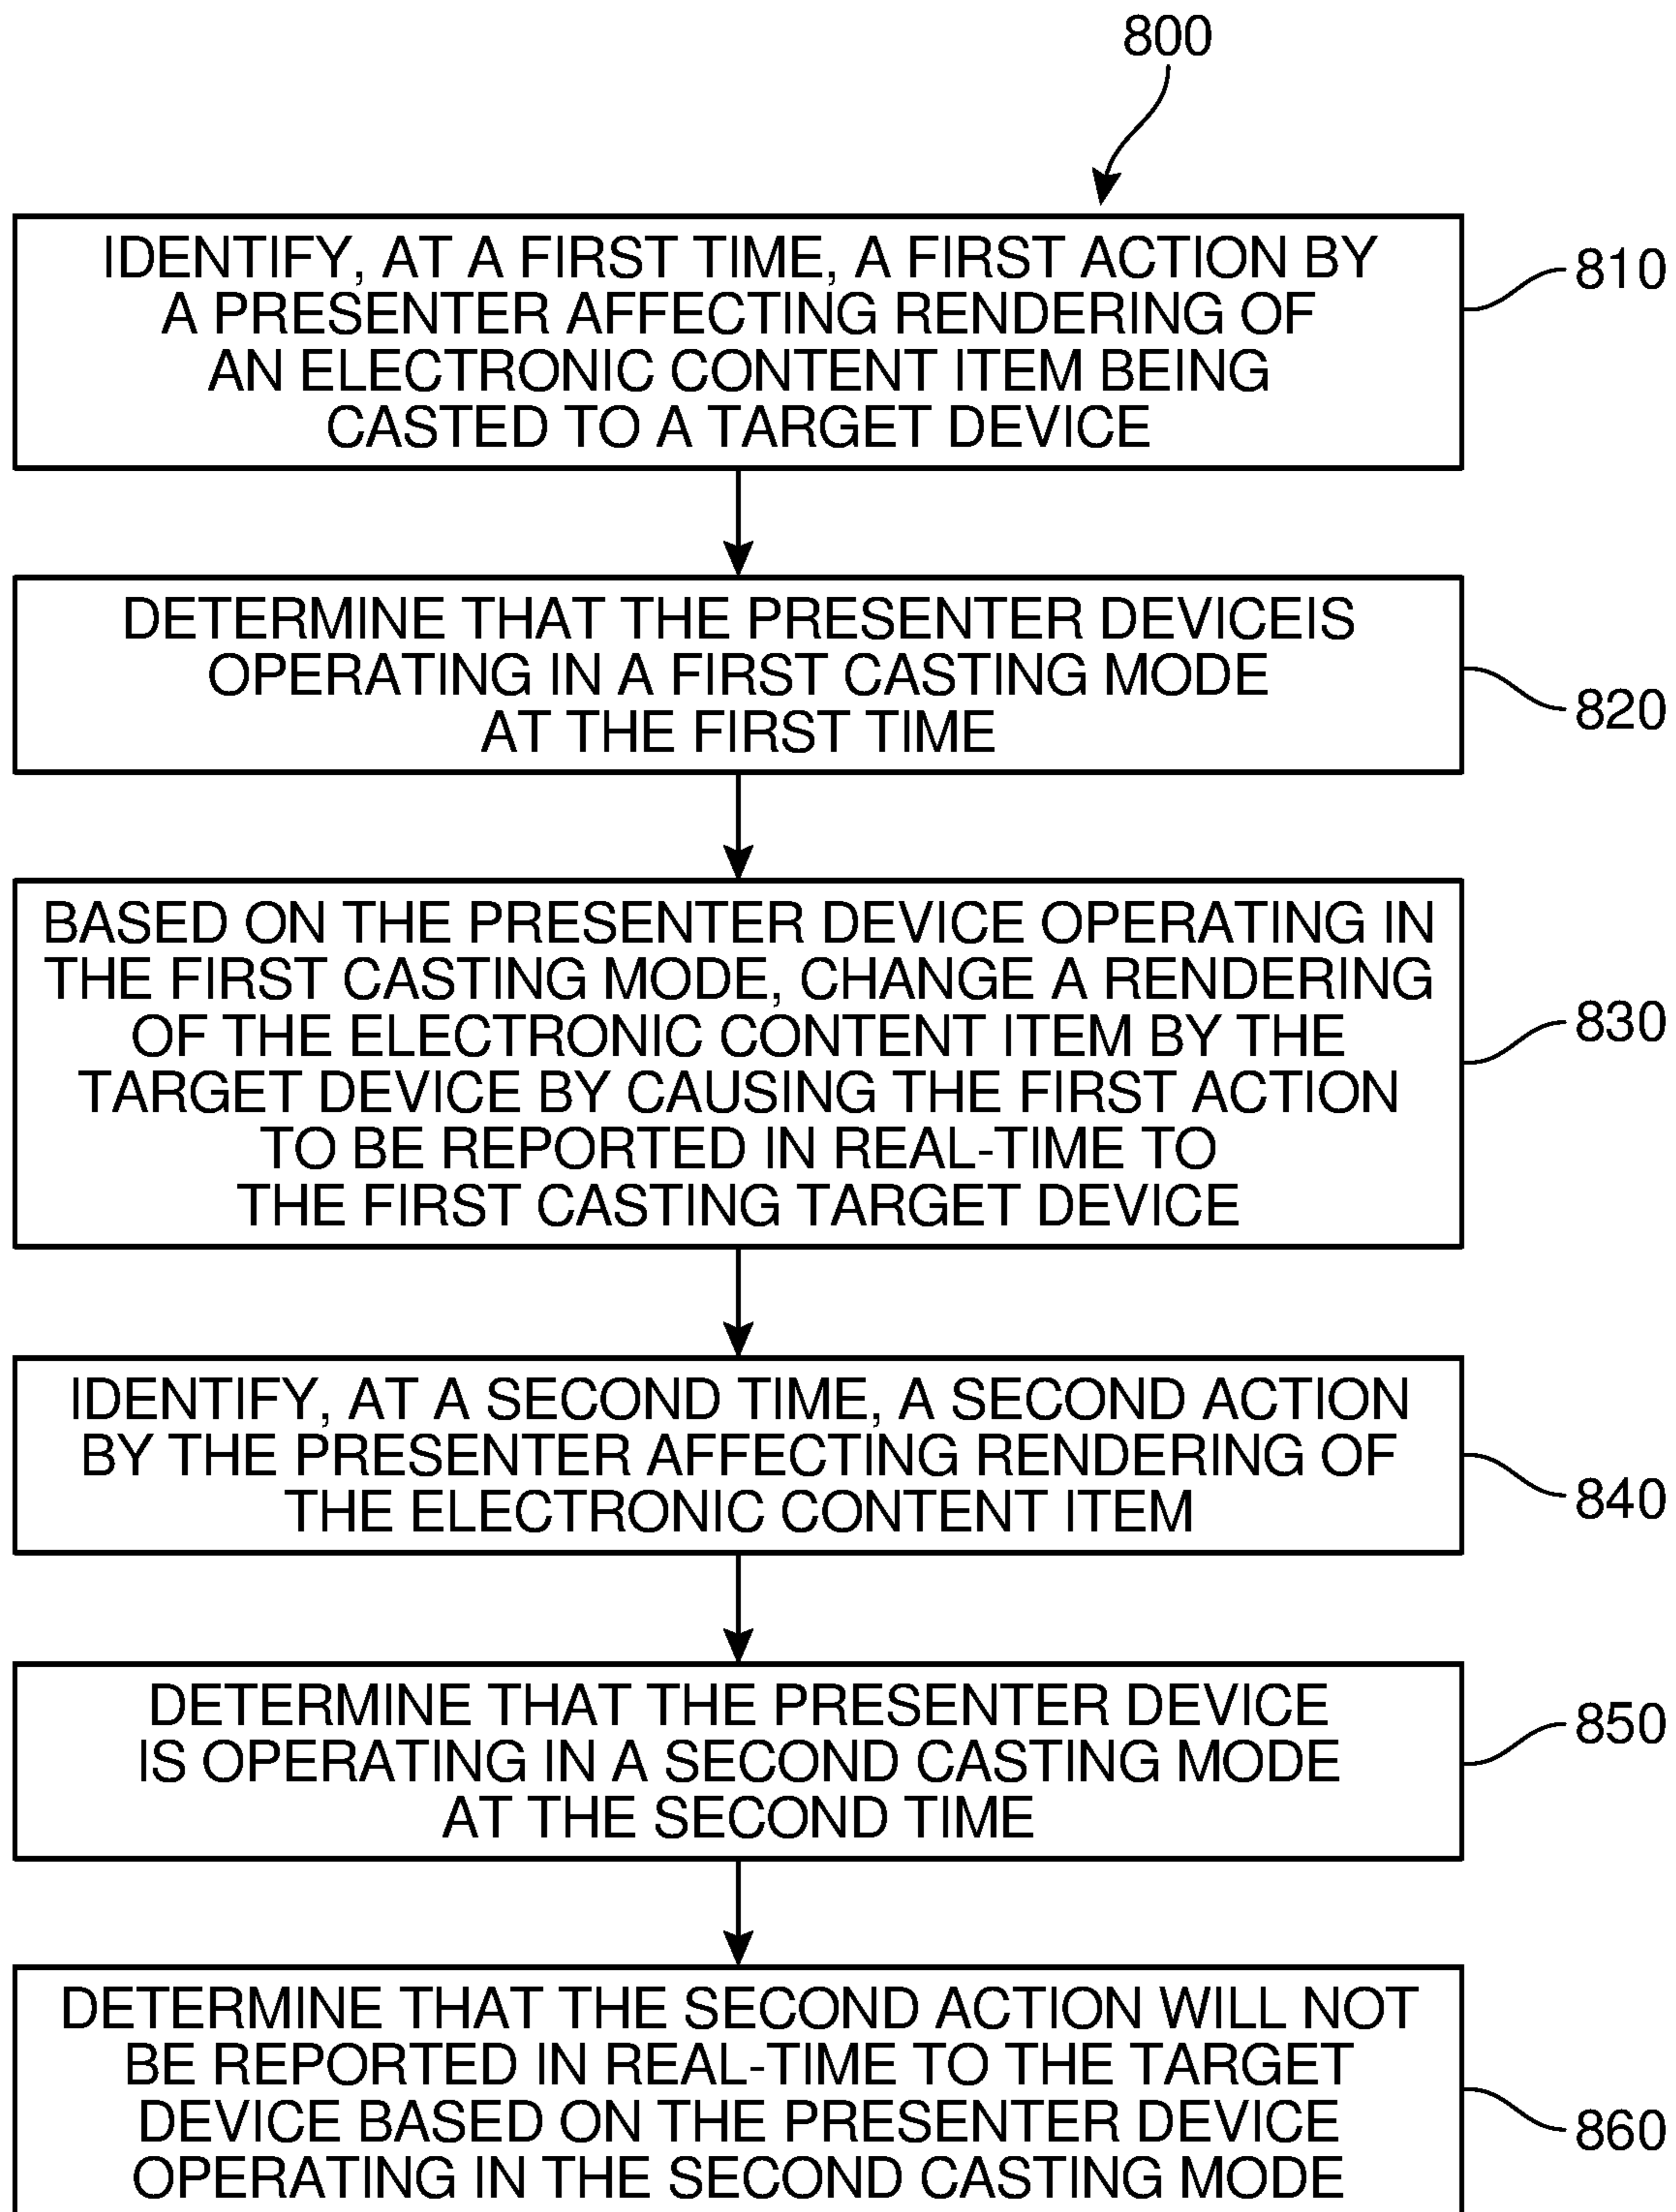 800
IDENTIFY, AT A FIRST TIME, A FIRST ACTION BY
A PRESENTER AFFECTING RENDERING OF
AN ELECTRONIC CONTENT ITEM BEING
CASTED TO A TARGET DEVICE
810
DETERMINE THAT THE PRESENTER DEVICEIS
OPERATING IN A FIRST CASTING MODE
AT THE FIRST TIME
820
BASED ON THE PRESENTER DEVICE OPERATING IN
THE FIRST CASTING MODE, CHANGE A RENDERING
OF THE ELECTRONIC CONTENT ITEM BY THE
TARGET DEVICE BY CAUSING THE FIRST ACTION
TO BE REPORTED IN REAL-TIME TO
THE FIRST CASTING TARGET DEVICE
830
IDENTIFY, AT A SECOND TIME, A SECOND ACTION
BY THE PRESENTER AFFECTING RENDERING OF
THE ELECTRONIC CONTENT ITEM
840
DETERMINE THAT THE PRESENTER DEVICE
IS OPERATING IN A SECOND CASTING MODE
AT THE SECOND TIME
850
DETERMINE THAT THE SECOND ACTION WILL NOT
BE REPORTED IN REAL-TIME TO THE TARGET
DEVICE BASED ON THE PRESENTER DEVICE
OPERATING IN THE SECOND CASTING MODE
860